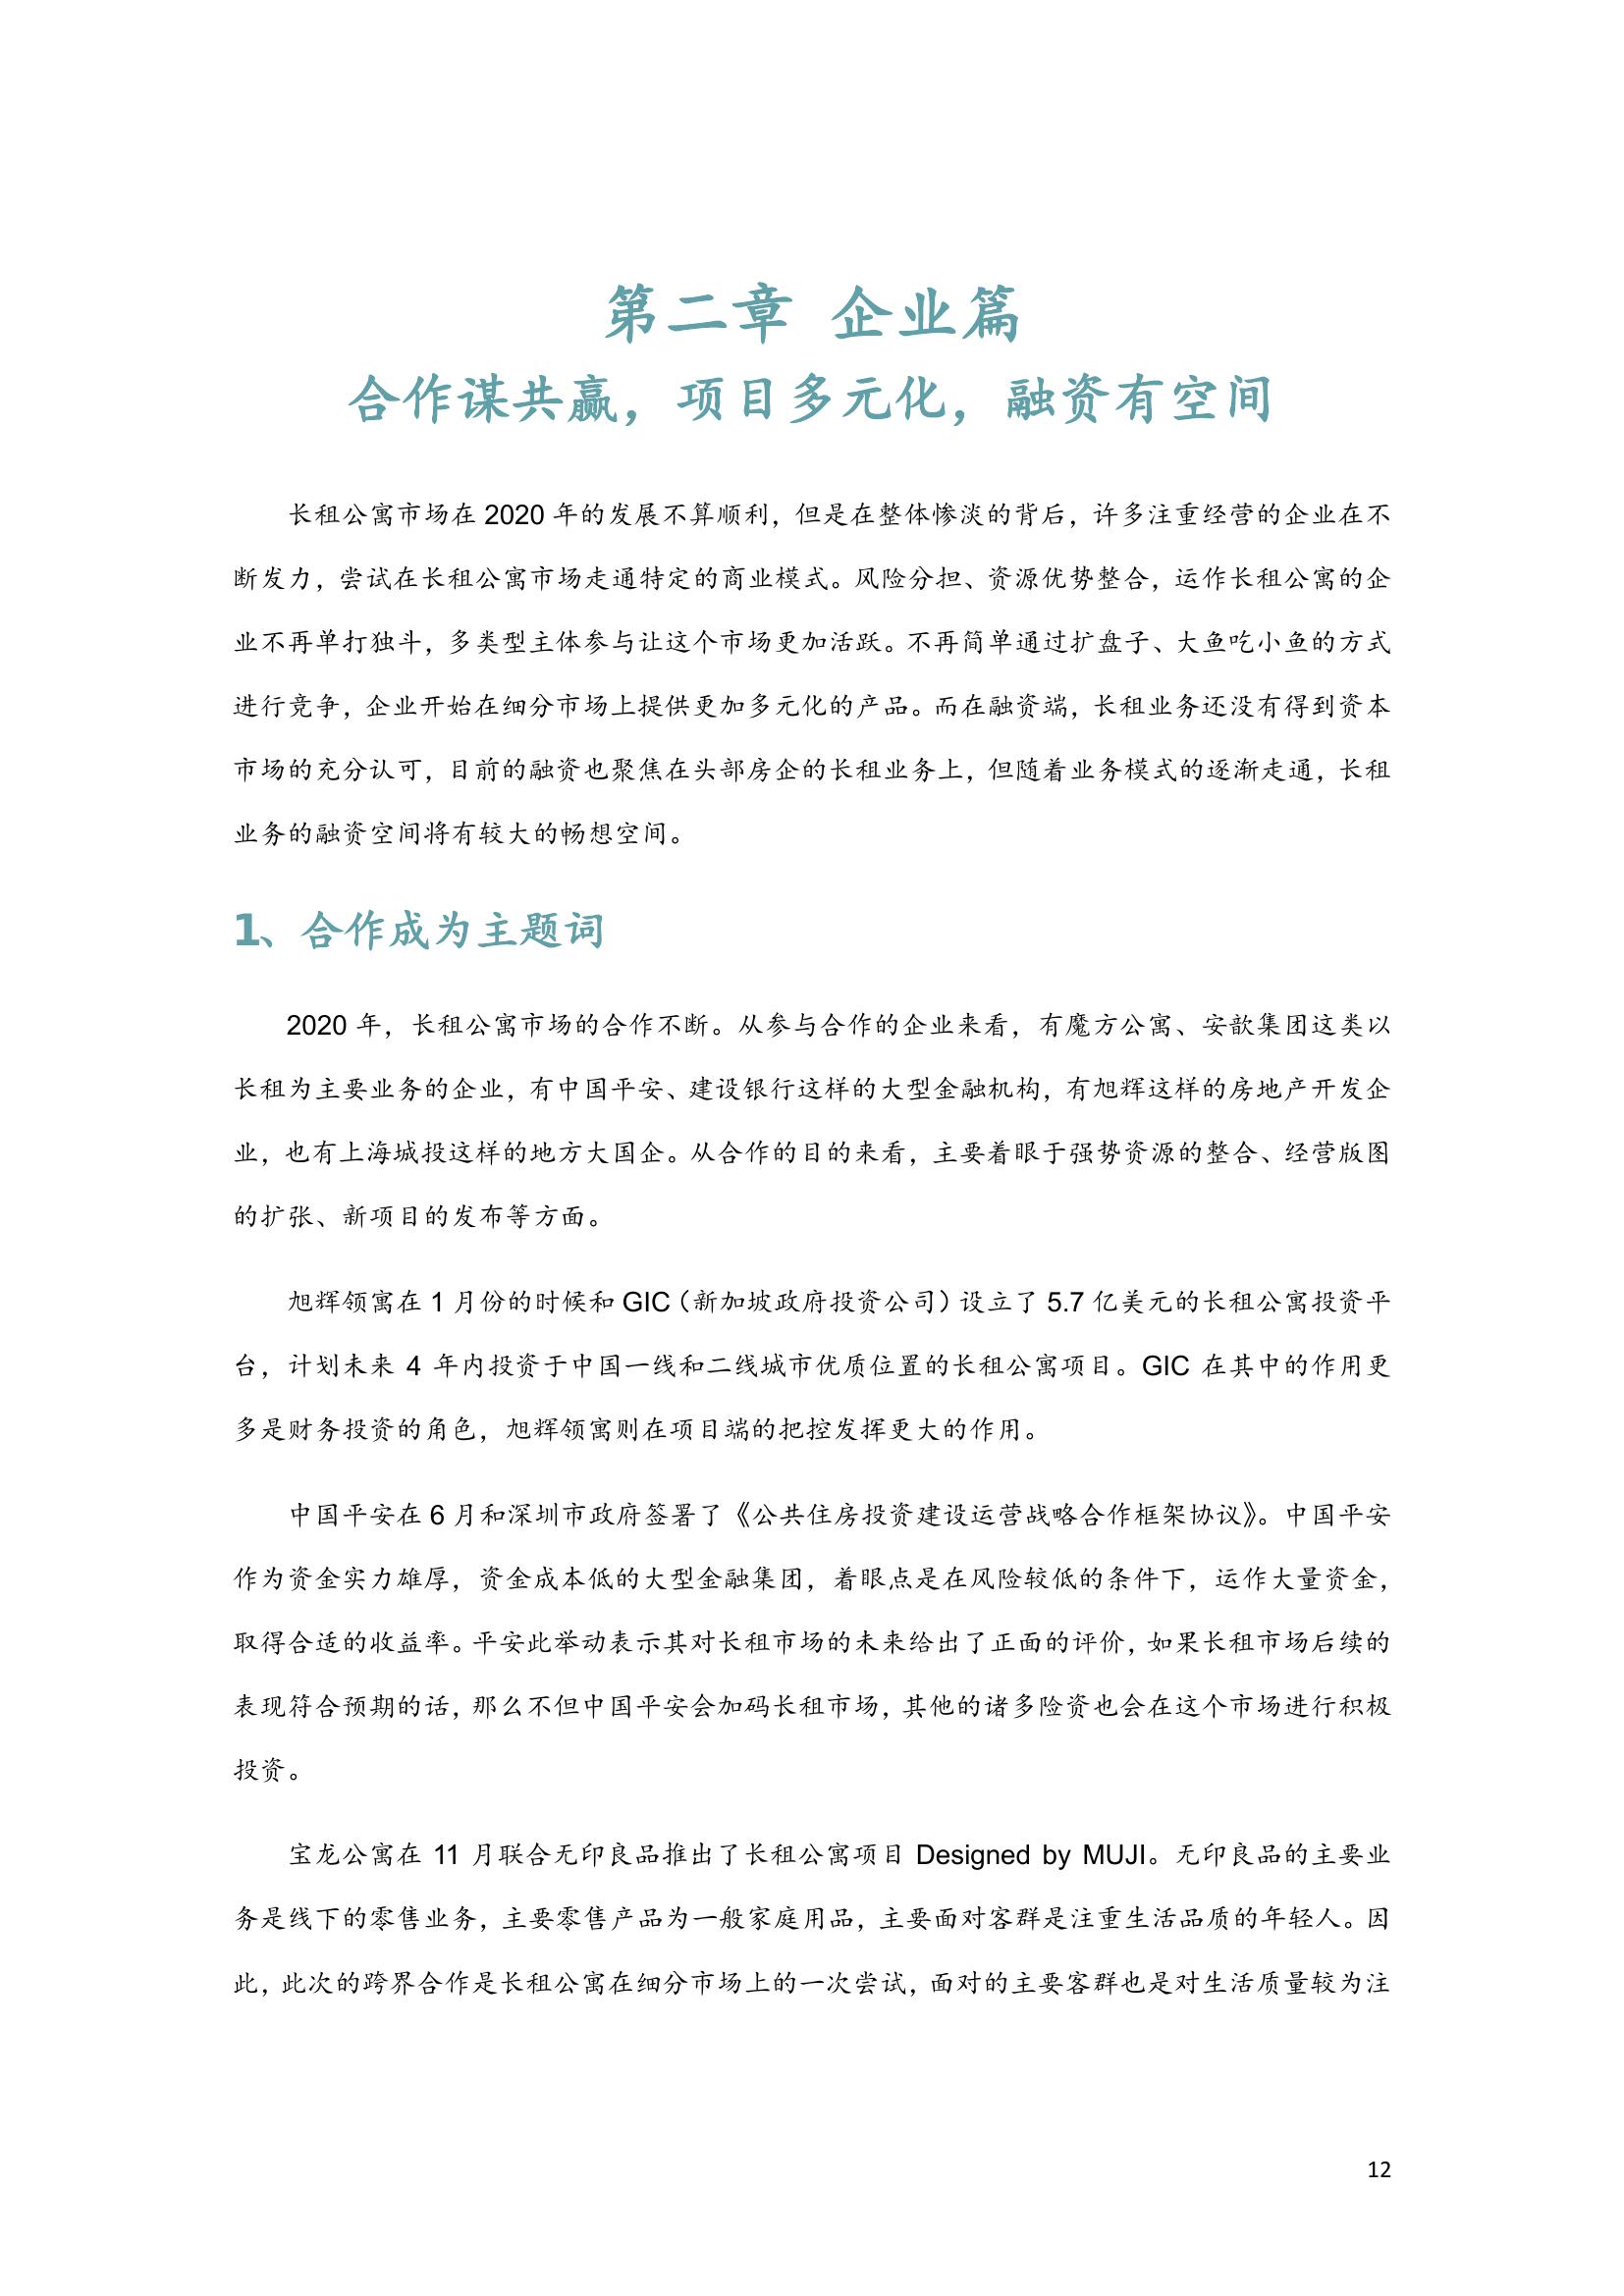 第二章 企业篇
合作谋共赢，项目多元化，融资有空间
长租公寓市场在 2020 年的发展不算顺利，但是在整体惨淡的背后，许多注重经营的企业在不
断发力，尝试在长租公寓市场走通特定的商业模式。风险分担、资源优势整合，运作长租公寓的企
业不再单打独斗，多类型主体参与让这个市场更加活跃。不再简单通过扩盘子、大鱼吃小鱼的方式
进行竞争，企业开始在细分市场上提供更加多元化的产品。而在融资端，长租业务还没有得到资本
市场的充分认可，目前的融资也聚焦在头部房企的长租业务上，但随着业务模式的逐渐走通，长租
业务的融资空间将有较大的畅想空间。
1、合作成为主题词
2020 年，长租公寓市场的合作不断。从参与合作的企业来看，有魔方公寓、安歆集团这类以
长租为主要业务的企业，有中国平安、建设银行这样的大型金融机构，有旭辉这样的房地产开发企
业，也有上海城投这样的地方大国企。从合作的目的来看，主要着眼于强势资源的整合、经营版图
的扩张、新项目的发布等方面。
旭辉领寓在 1 月份的时候和 GIC（新加坡政府投资公司）设立了 5.7 亿美元的长租公寓投资平
台，计划未来 4 年内投资于中国一线和二线城市优质位置的长租公寓项目。GIC 在其中的作用更
多是财务投资的角色，旭辉领寓则在项目端的把控发挥更大的作用。
中国平安在 6 月和深圳市政府签署了《公共住房投资建设运营战略合作框架协议》。中国平安
作为资金实力雄厚，资金成本低的大型金融集团，着眼点是在风险较低的条件下，运作大量资金，
取得合适的收益率。平安此举动表示其对长租市场的未来给出了正面的评价，如果长租市场后续的
表现符合预期的话，那么不但中国平安会加码长租市场，其他的诸多险资也会在这个市场进行积极
投资。
宝龙公寓在 11 月联合无印良品推出了长租公寓项目 Designed by MUJI。无印良品的主要业
务是线下的零售业务，主要零售产品为一般家庭用品，主要面对客群是注重生活品质的年轻人。因
此，此次的跨界合作是长租公寓在细分市场上的一次尝试，面对的主要客群也是对生活质量较为注
12